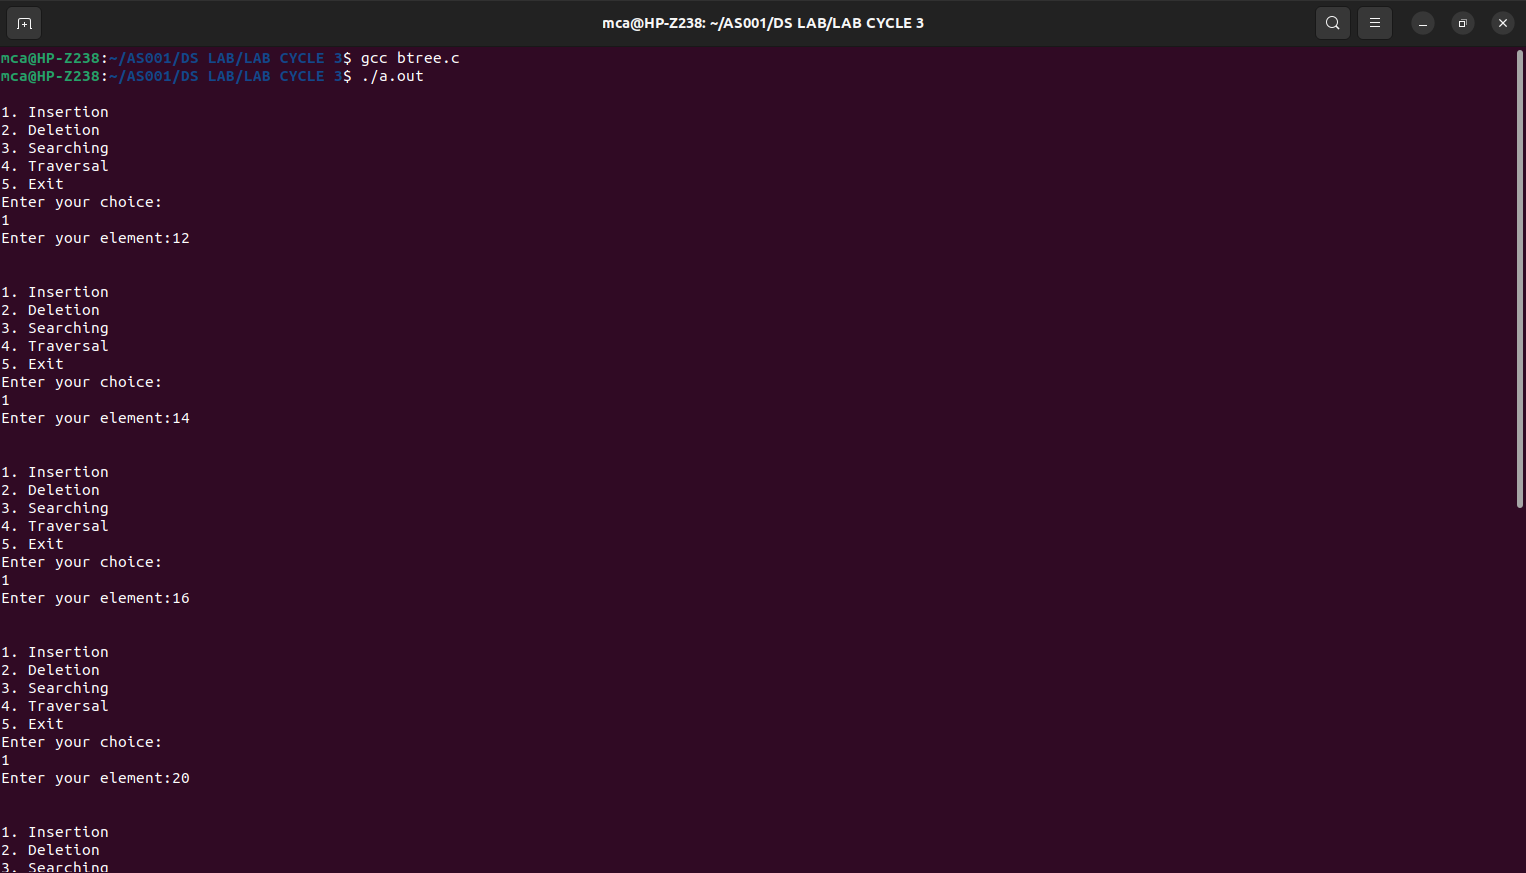 mca@HP-Z238: ~/AS001/DS LAB/LAB CYCLE 3
mca@HP-Z238:~/AS001/DS LAB/LAB CYCLE 3$ gcc btree.c
mca@HP-Z238:~/AS001/DS LAB/LAB CYCLE 3$ ./a.out
1. Insertion
2. Deletion
3. Searching
4. Traversal
5. Exit
Enter your choice:
1
Enter your element:12
1. Insertion
2. Deletion
3. Searching
4. Traversal
5. Exit
Enter your choice:
1
Enter your element:14
1. Insertion
2. Deletion
3. Searching
4. Traversal
5. Exit
Enter your choice:
1
Enter your element:16
1. Insertion
2. Deletion
3. Searching
4. Traversal
5. Exit
Enter your choice:
1
Enter your element:20
1. Insertion
2. Deletion
3. Searching